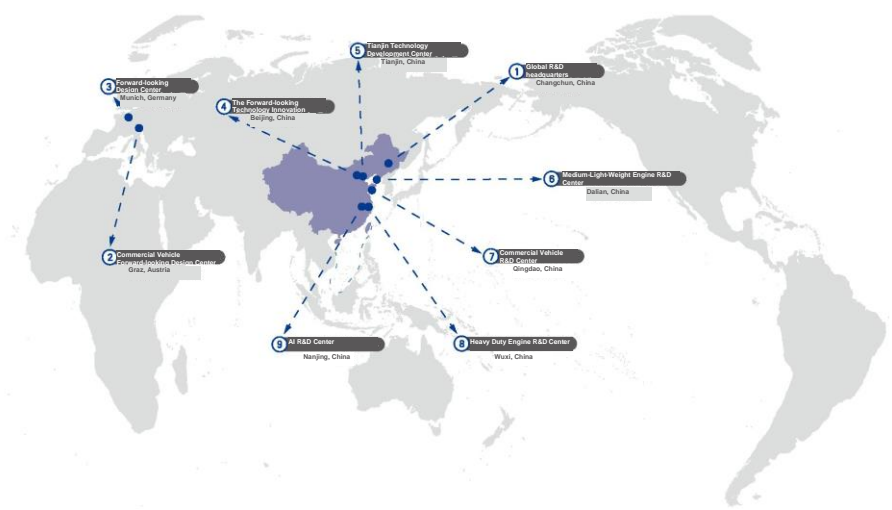 5
Tianjin Technology
Development Center
Tianjin, China
1
Global R&D
headquarters
Changchun, China
3
Forward-looking
Design Center
Munich, Germany
4
The Forward-looking
Technology Innovation
Beijing, China
6
Medium-Light-Weight Engine R&D
Center
Dalian, China
2
Commercial Vehicle
Forward-looking Design Center
Graz, Austria
7
Commercial Vehicle
R&D Center
Qingdao, China
9
AI R&D Center
Nanjing, China
8
Heavy Duty Engine R&D Center
Wuxi, China